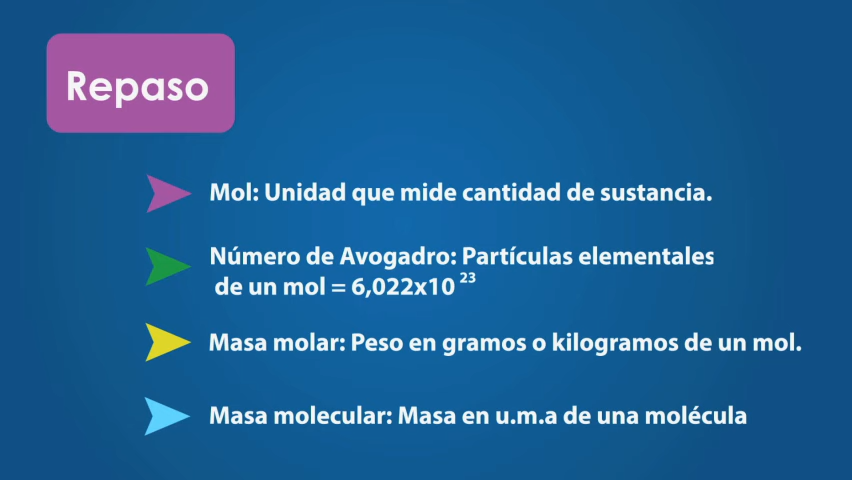 Repaso
Mol: Unidad que mide cantidad de sustancia.
Número de Avogadro: Partículas elementales
de un mol = 6,022x10 ²³
Masa molar: Peso en gramos o kilogramos de un mol.
Masa molecular: Masa en u.m.a de una molécula